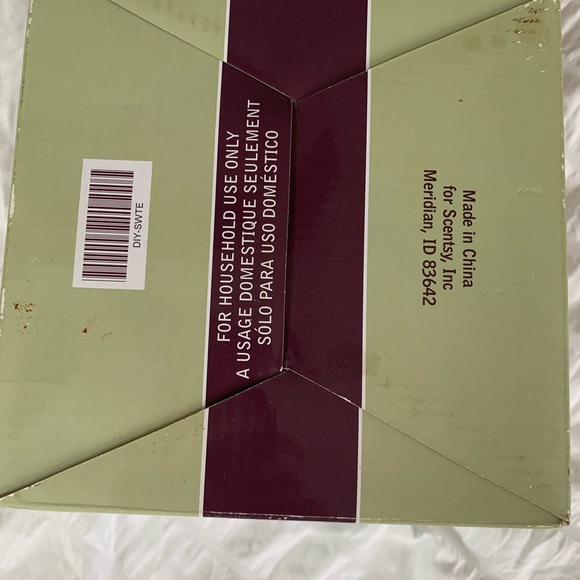 DIY-SWTE
FOR HOUSEHOLD USE ONLY
A USAGE DOMESTIQUE SEULEMENT
SÓLO PARA USO DOMÉSTICO
Made in China
for Scentsy, Inc
Meridian, ID 83642